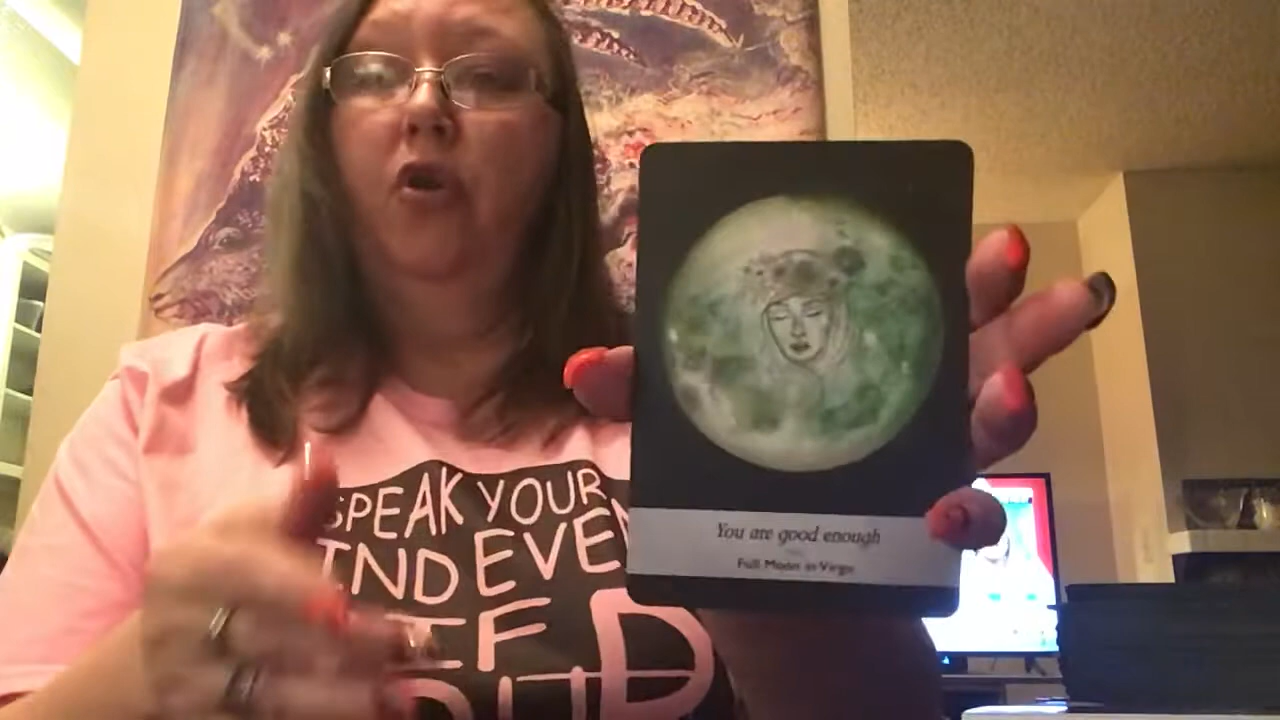 SPEAK YOUR
IND EVEN
IF
You are good enough
Full Moon in Virgo